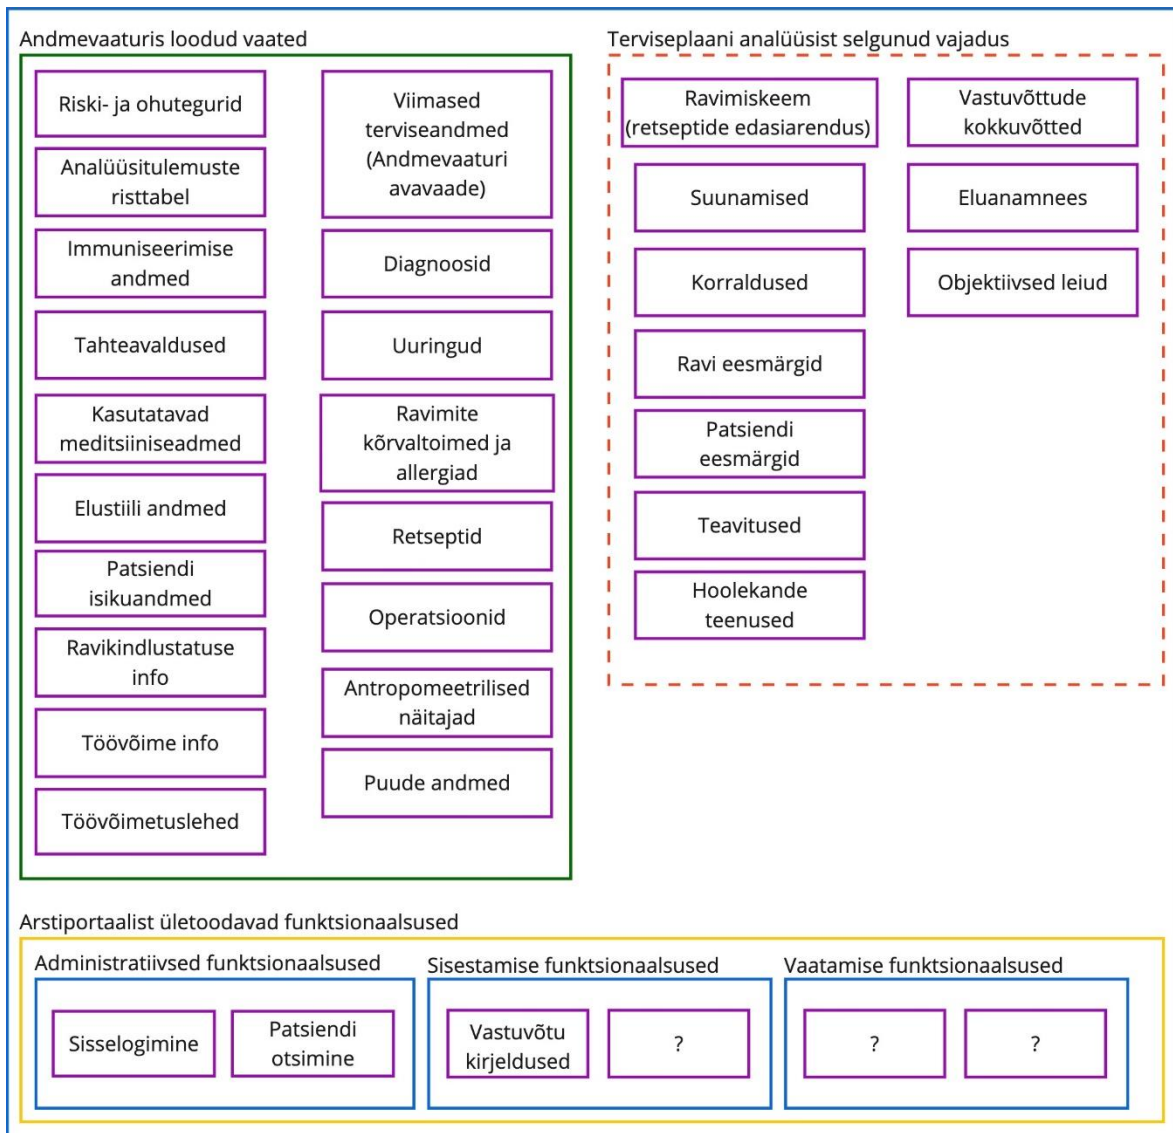 Andmevaaturis loodud vaated
Riski- ja ohutegurid
Analüüsitulemuste
risttabel
Immuniseerimise
andmed
Tahteavaldused
Kasutatavad
meditsiiniseadmed
Elustiili andmed
Patsiendi
isikuandmed
Ravikindlustatuse
info
Töövõime info
Töövõimetuslehed
Viimased
terviseandmed
(Andmevaaturi
avavaade)
Diagnoosid
Uuringud
Ravimite
kõrvaltoimed ja
allergiad
Retseptid
Operatsioonid
Antropomeetrilised
näitajad
Puude andmed
Terviseplaani analüüsist selgunud vajadus
Ravimiskeem
(retseptide edasiarendus)
Suunamised
Korraldused
Ravi eesmärgid
Patsiendi
eesmärgid
Teavitused
Hoolekande
teenused
Vastuvõttude
kokkuvõtted
Eluanamnees
Objektiivsed leiud
Arstiportaalist ületoodavad funktsionaalsused
Administratiivsed funktsionaalsused
Sisselogimine
Patsiendi
otsimine
Sisestamise funktsionaalsused
Vastuvõtu
kirjeldused
?
Vaatamise funktsionaalsused
?
?